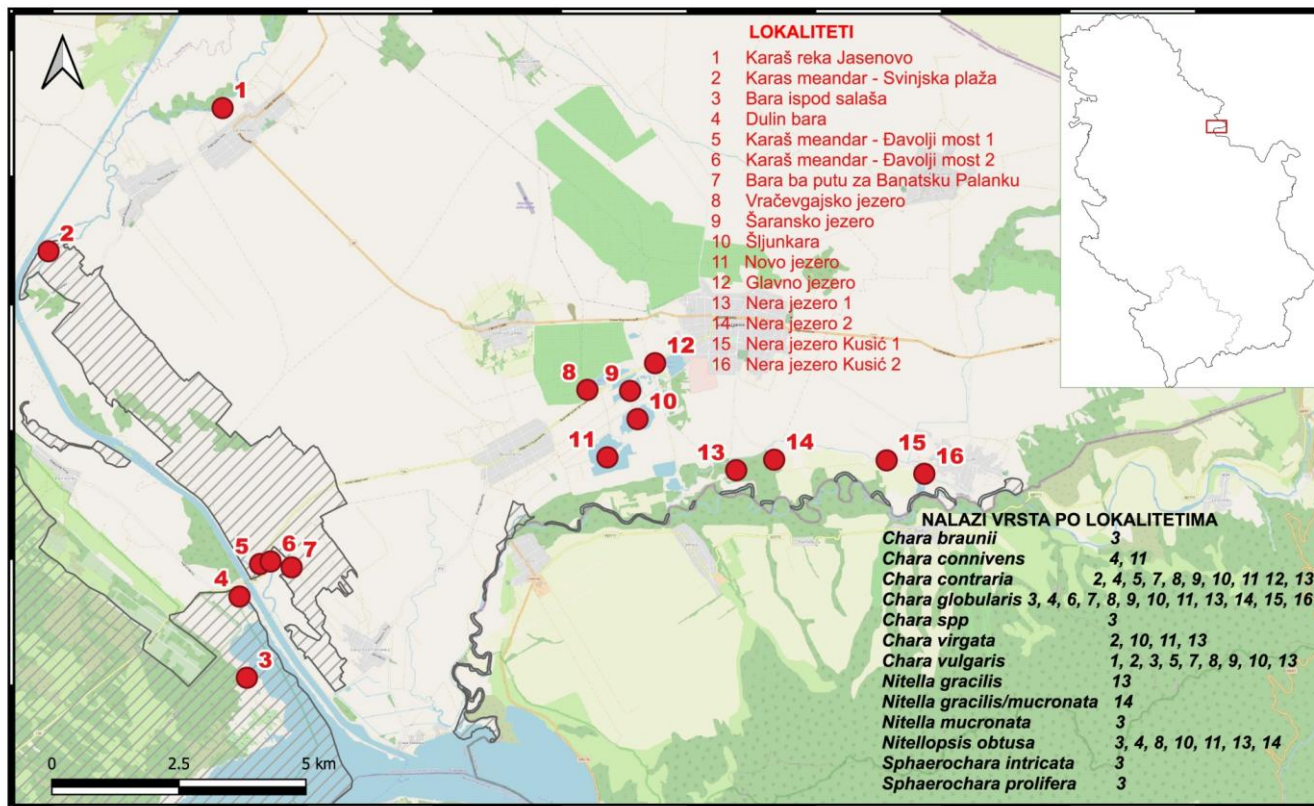 LOKALITETI
1 Karaš reka Jasenovo
2 Karas meandar - Svinjska plaža
3 Bara ispod salaša
4 Dulin bara
5 Karaš meandar - Đavolji most 1
6 Karaš meandar - Đavolji most 2
7 Bara ba putu za Banatsku Palanku
8 Vračevgajsko jezero
9 Šaransko jezero
10 Šljunkara
11 Novo jezero
12 Glavno jezero
13 Nera jezero 1
14 Nera jezero 2
15 Nera jezero Kusić 1
16 Nera jezero Kusić 2
1
2
12
8
9
10
11
13
14
15
16
5
6
7
4
3
NALAZI VRSTA PO LOKALITETIMA
Chara braunii 3
Chara connivens 4, 11
Chara contraria 2, 4, 5, 7, 8, 9, 10, 11 12, 13
Chara globularis 3, 4, 6, 7, 8, 9, 10, 11, 13, 14, 15, 16
Chara spp 3
Chara virgata 2, 10, 11, 13
Chara vulgaris 1, 2, 3, 5, 7, 8, 9, 10, 13
Nitella gracilis 13
Nitella gracilis/mucronata 14
Nitella mucronata 3
Nitellopsis obtusa 3, 4, 8, 10, 11, 13, 14
Sphaerochara intricata 3
Sphaerochara prolifera 3
0 2.5 5 km